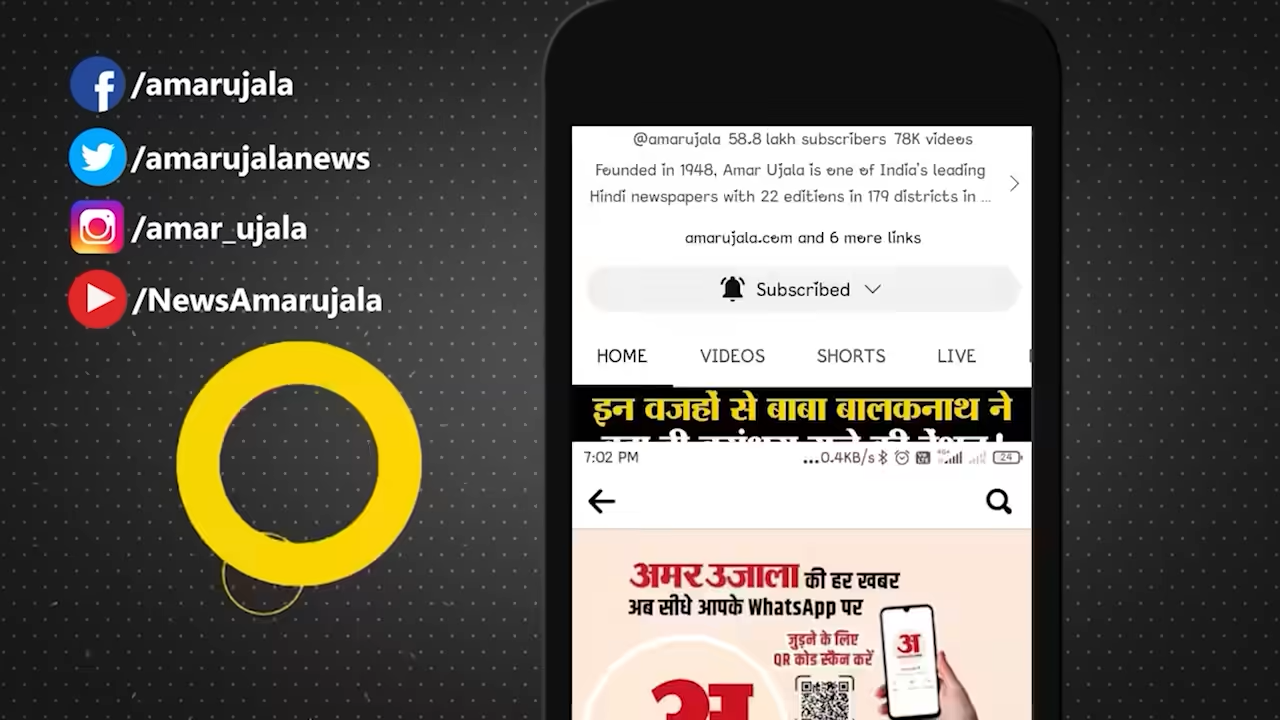 /amarujala
/amarujalanews
/amar_ujala
/NewsAmarujala
@amarujala 58.8 lakh subscribers 78K videos
Founded in 1948, Amar Ujala is one of India's leading
Hindi newspapers with 22 editions in 179 districts in ...
amarujala.com and 6 more links
Subscribed
HOME VIDEOS SHORTS LIVE
इन वजहों से बाबा बालकनाथ ने
7:02 PM ...0.4KB/s 4G+ 24
अमर उजाला की हर खबर
अब सीधे आपके WhatsApp पर
जुड़ने के लिए
QR कोड स्कैन करें
अ
अ